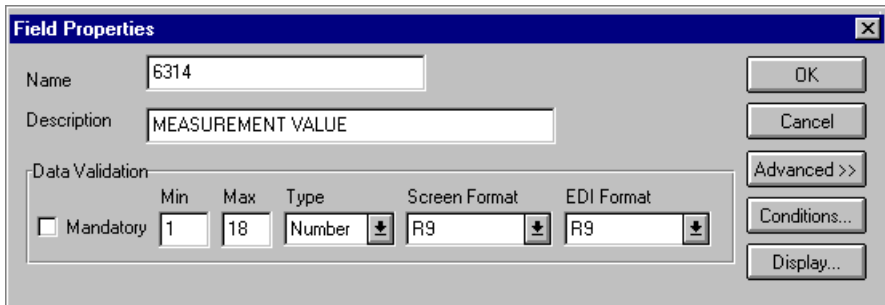 Field Properties
Name 6314 OK
Description MEASUREMENT VALUE Cancel
Data Validation Advanced >>
Min Max Type Screen Format EDI Format
Mandatory 1 18 Number R9 R9 Conditions...
Display...